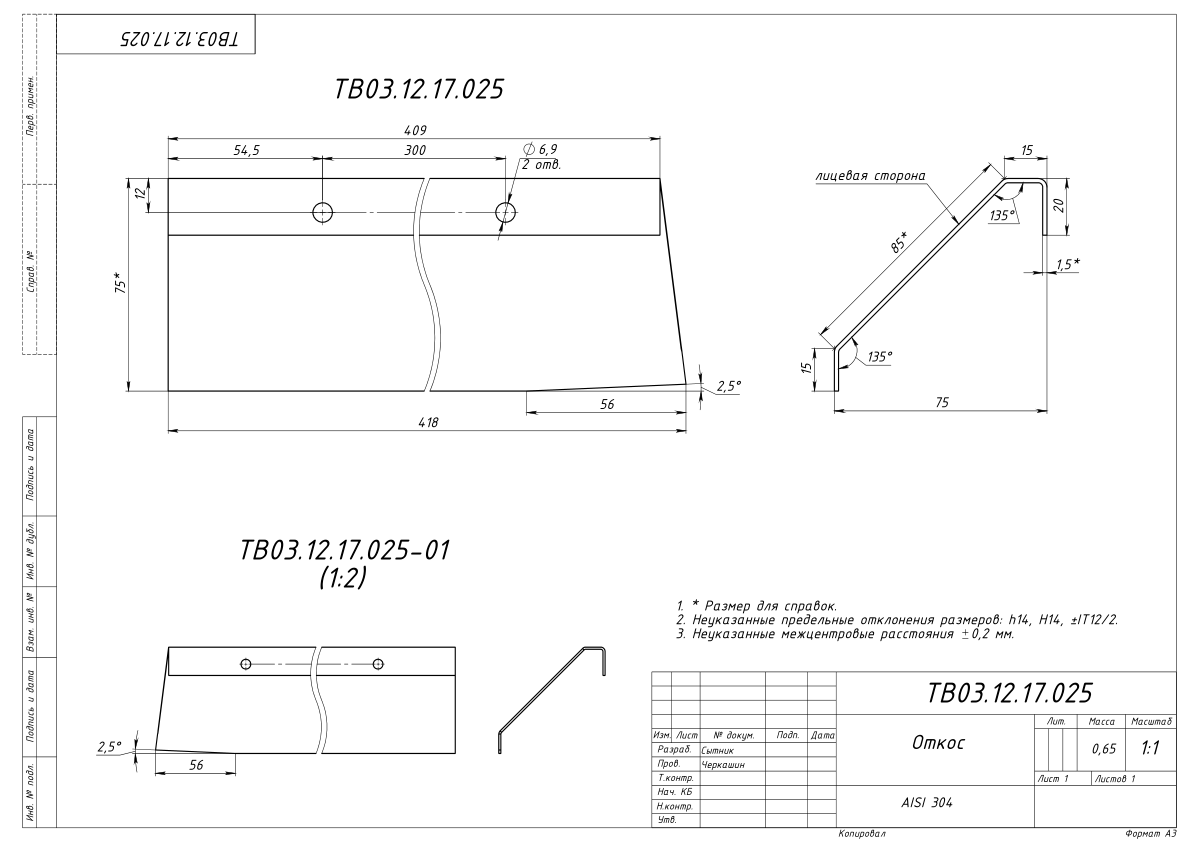 ТВ03.12.17.025
Перв. примен.
Справ. №
Подпись и дата
Инв. № дубл.
Взам. инв. №
Подпись и дата
Инв. № подл.
ТВ03.12.17.025
409
54,5
300
⌀ 6,9
2 отв.
12
75*
2,5°
56
418
лицевая сторона
15
135°
20
85*
1,5*
15
135°
75
ТВ03.12.17.025-01
(1:2)
2,5°
56
1. * Размер для справок.
2. Неуказанные предельные отклонения размеров: h14, H14, ±IT12/2.
3. Неуказанные межцентровые расстояния ±0,2 мм.
ТВ03.12.17.025
Изм. Лист № докум. Подп. Дата
Разраб. Сытник
Пров. Черкашин
Т.контр.
Нач. КБ
Н.контр.
Утв.
Откос
Лит. Масса Масштаб
0,65 1:1
Лист 1 Листов 1
AISI 304
Копировал Формат А3